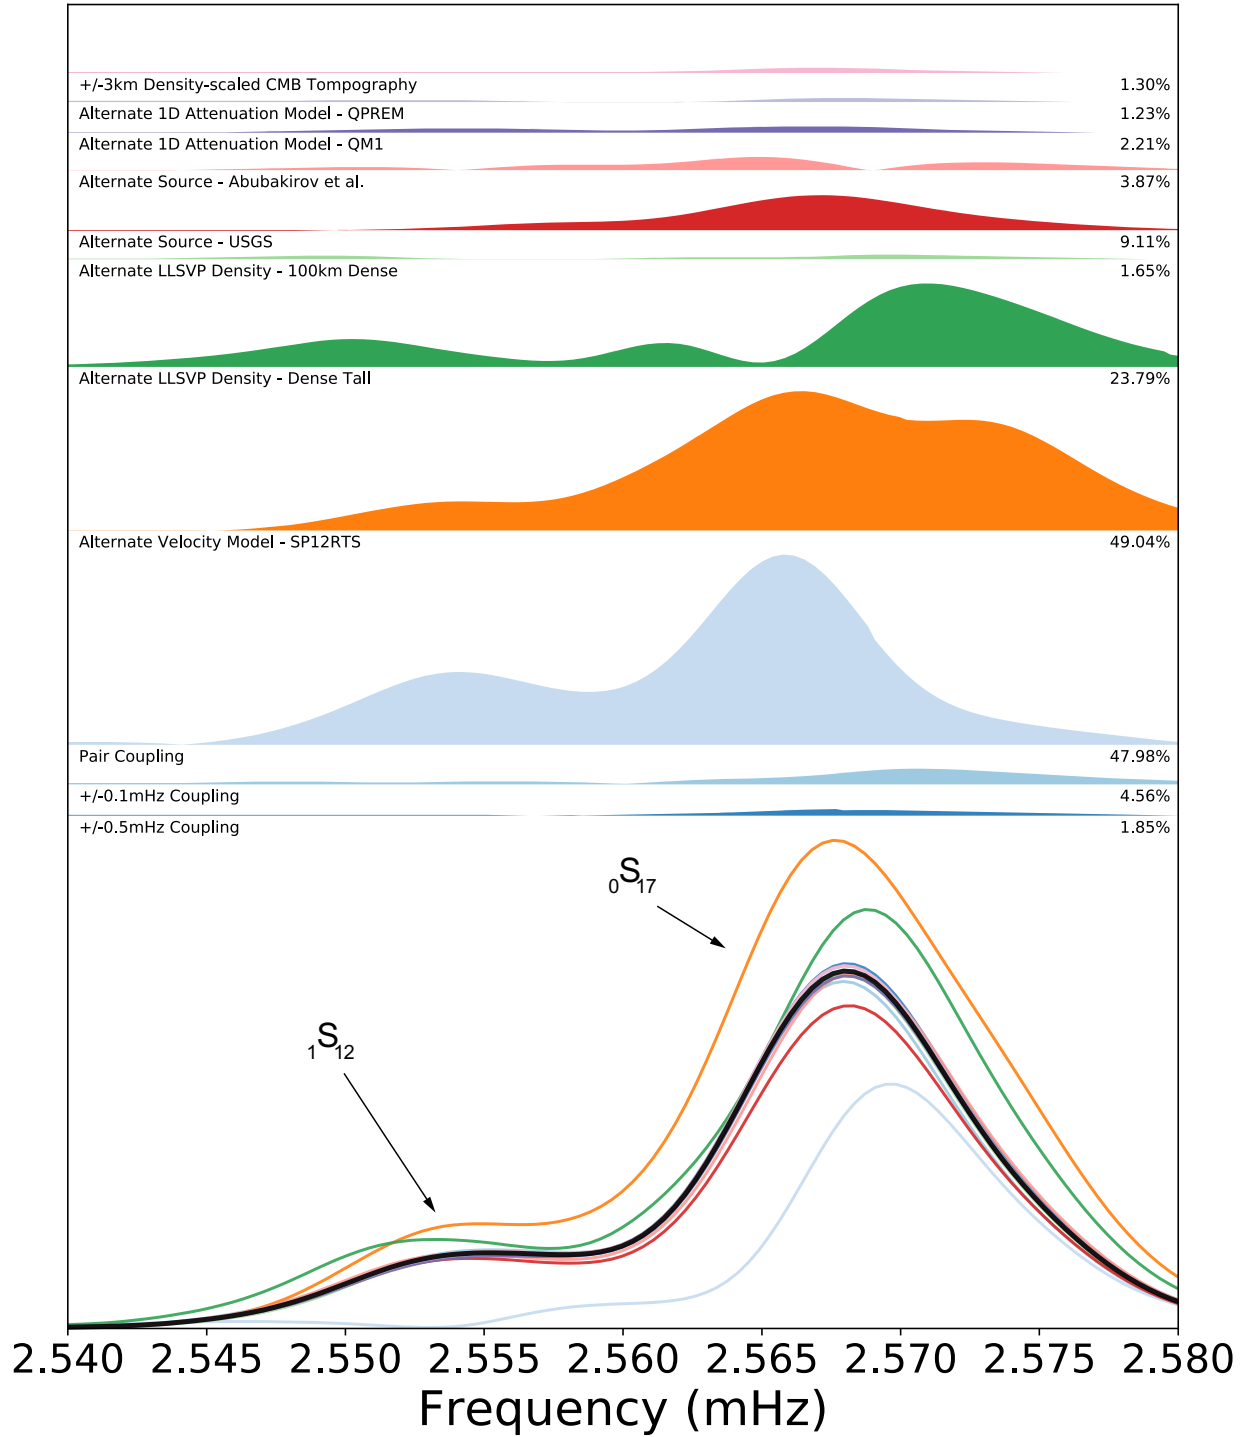 +/-3km Density-scaled CMB Tompography 1.30%
Alternate 1D Attenuation Model - QPREM 1.23%
Alternate 1D Attenuation Model - QM1 2.21%
Alternate Source - Abubakirov et al. 3.87%
Alternate Source - USGS 9.11%
Alternate LLSVP Density - 100km Dense 1.65%
Alternate LLSVP Density - Dense Tall 23.79%
Alternate Velocity Model - SP12RTS 49.04%
Pair Coupling 47.98%
+/-0.1mHz Coupling 4.56%
+/-0.5mHz Coupling 1.85%
₀S₁₇
₁S₁₂
2.540 2.545 2.550 2.555 2.560 2.565 2.570 2.575 2.580
Frequency (mHz)